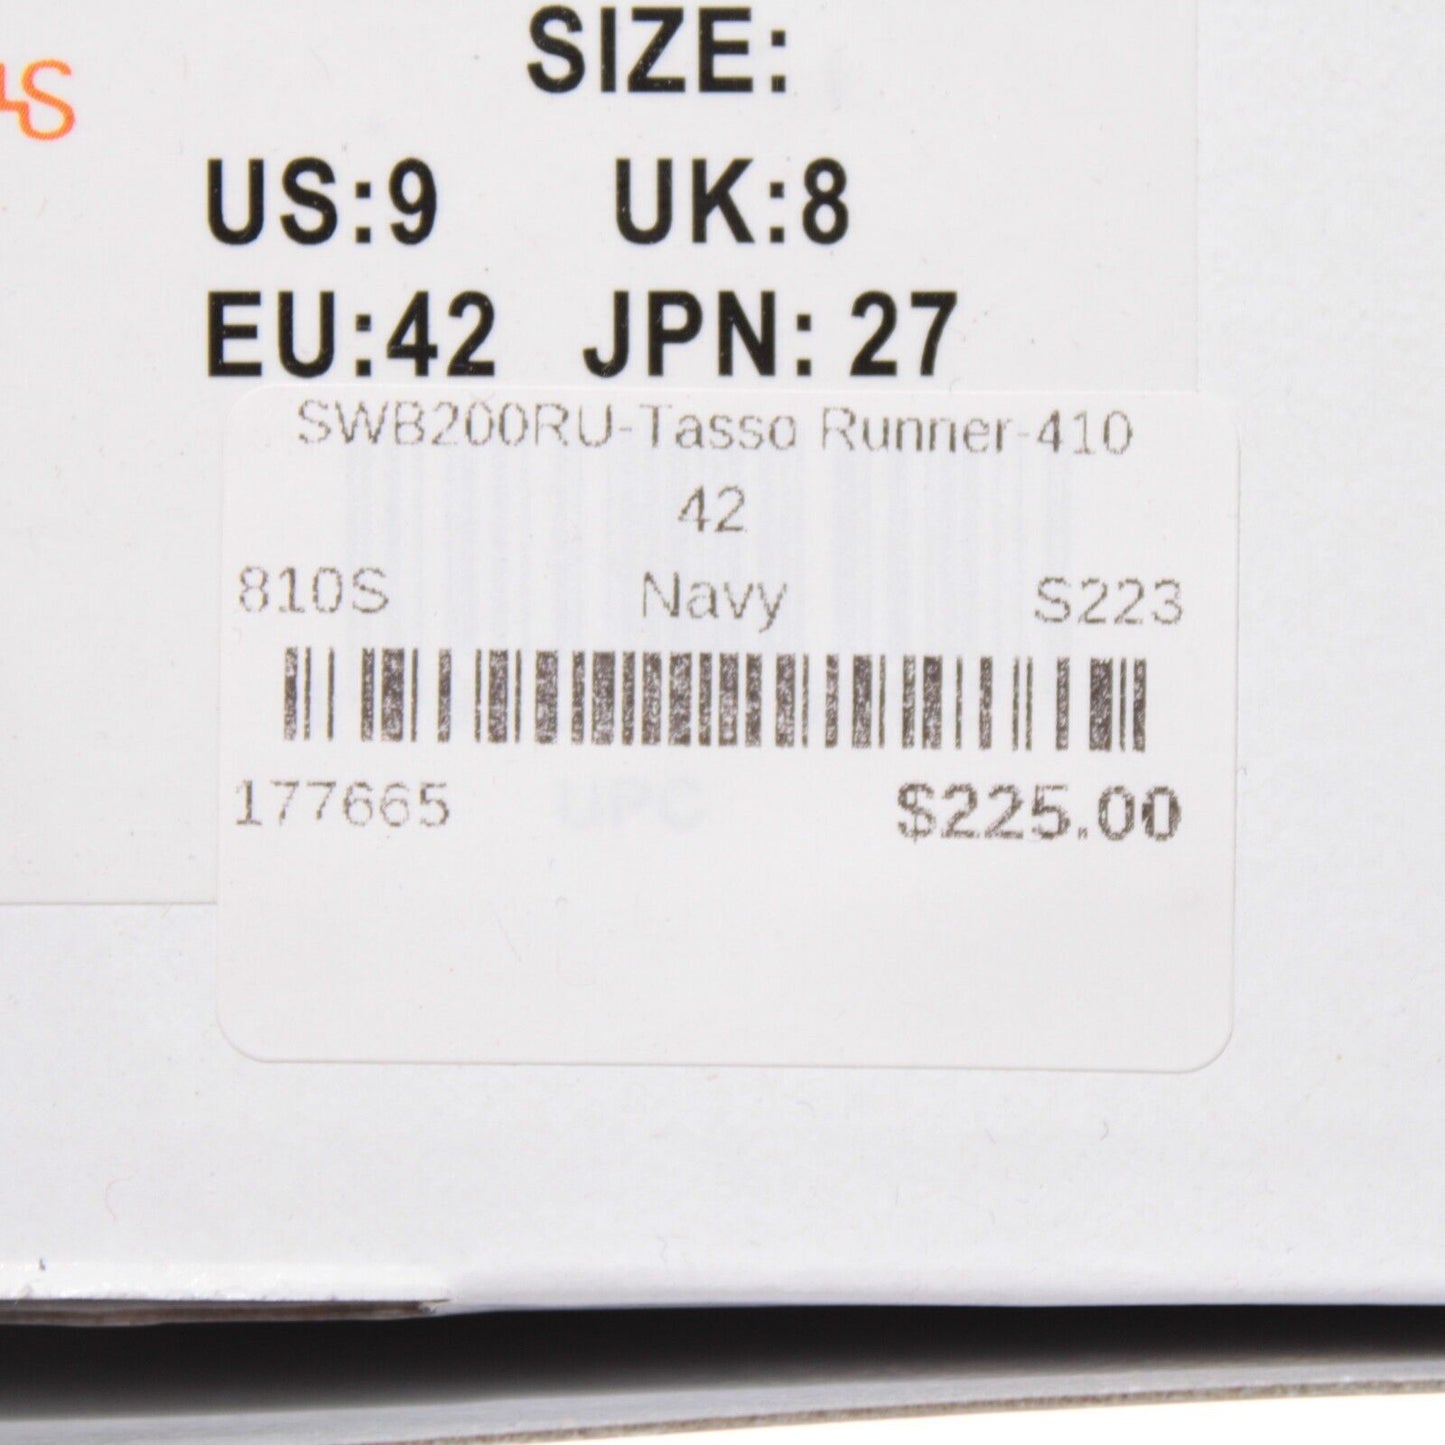 SIZE:
US:9 UK:8
EU:42 JPN: 27
SWB200RU-Tasso Runner-410
42
810S Navy S223
177665 UPC $225.00